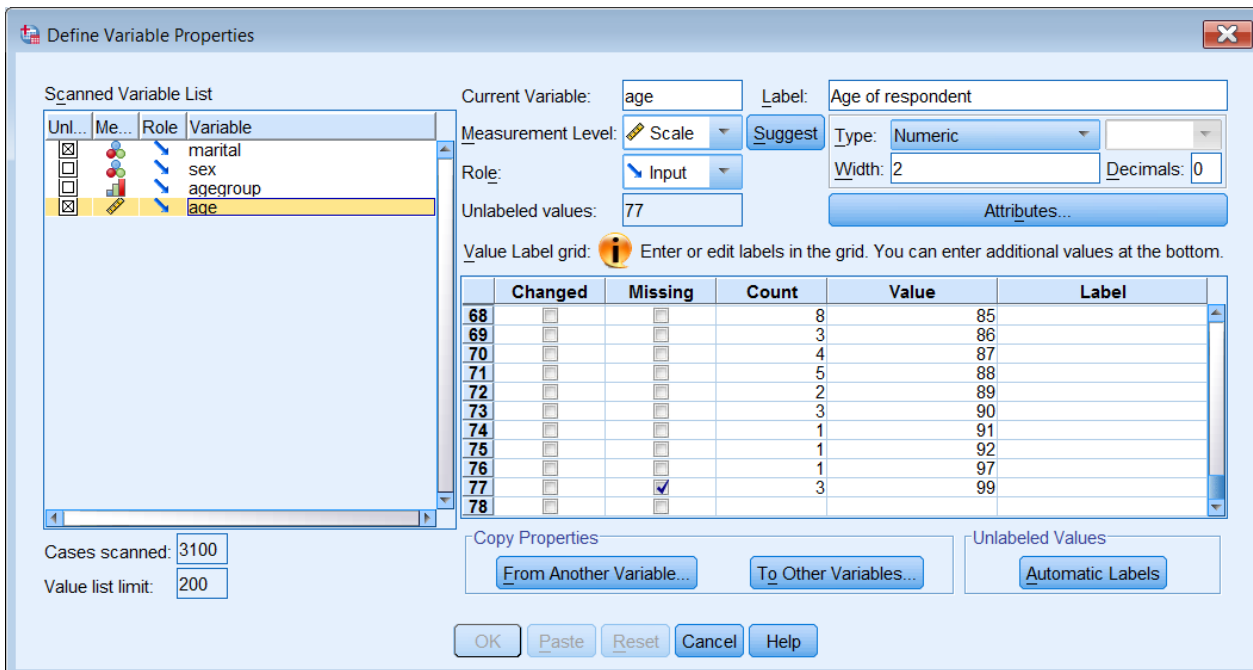 Define Variable Properties
Scanned Variable List
Unl... Me... Role Variable
marital
sex
agegroup
age
Cases scanned: 3100
Value list limit: 200
Current Variable: age Label: Age of respondent
Measurement Level: Scale Suggest Type: Numeric
Role: Input Width: 2 Decimals: 0
Unlabeled values: 77 Attributes...
Value Label grid: i Enter or edit labels in the grid. You can enter additional values at the bottom.
Changed Missing Count Value Label
68 8 85
69 3 86
70 4 87
71 5 88
72 2 89
73 3 90
74 1 91
75 1 92
76 1 97
77 3 99
78
Copy Properties Unlabeled Values
From Another Variable... To Other Variables... Automatic Labels
OK Paste Reset Cancel Help